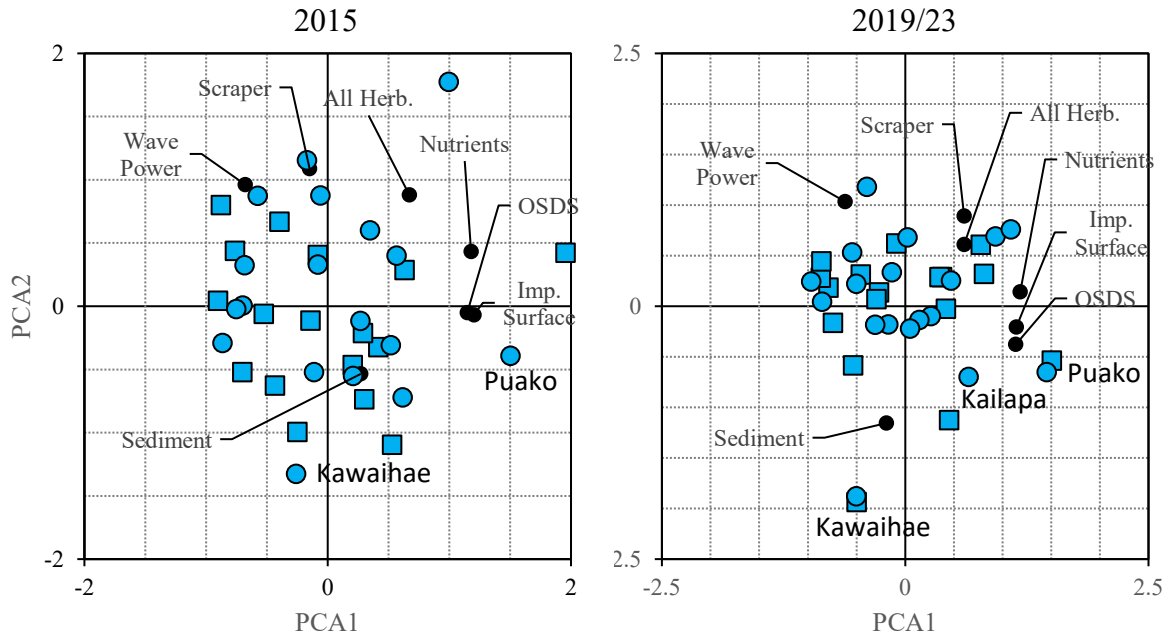 2015
2
Scraper
All Herb.
Wave
Power
Nutrients
OSDS
PCA2
0
Imp.
Surface
Puako
Sediment
Kawaihae
-2
-2
0
2
PCA1
2019/23
2.5
All Herb.
Scraper
Wave
Power
Nutrients
Imp.
Surface
0
OSDS
Puako
Kailapa
Sediment
Kawaihae
2.5
-2.5
0
2.5
PCA1